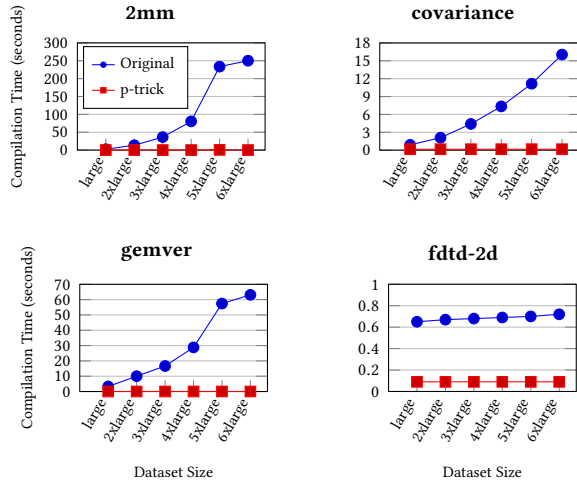 2mm
covariance
Compilation Time (seconds)
300
250
200
150
100
50
0
Original
p-trick
large
2xlarge
3xlarge
4xlarge
5xlarge
6xlarge
18
15
12
9
6
3
0
large
2xlarge
3xlarge
4xlarge
5xlarge
6xlarge
gemver
fdtd-2d
Compilation Time (seconds)
70
60
50
40
30
20
10
0
large
2xlarge
3xlarge
4xlarge
5xlarge
6xlarge
Dataset Size
1
0.8
0.6
0.4
0.2
0
large
2xlarge
3xlarge
4xlarge
5xlarge
6xlarge
Dataset Size